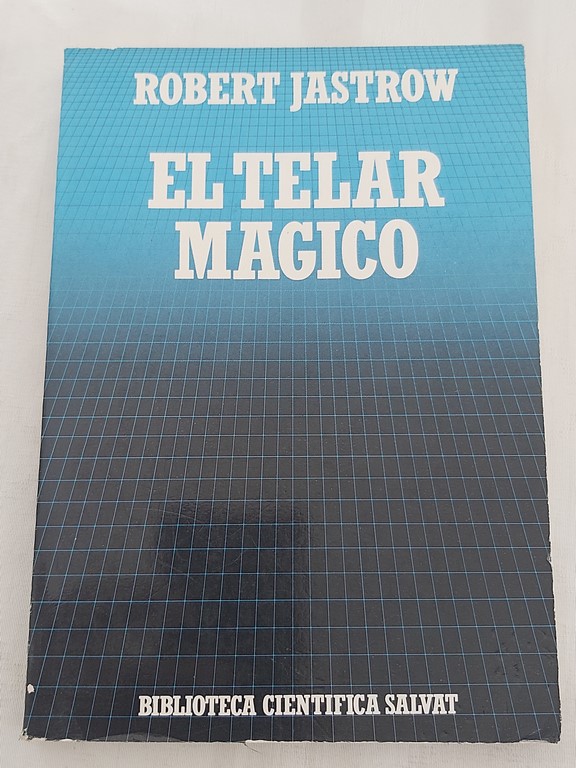 ROBERT JASTROW
EL TELAR
MAGICO
BIBLIOTECA CIENTIFICA SALVAT